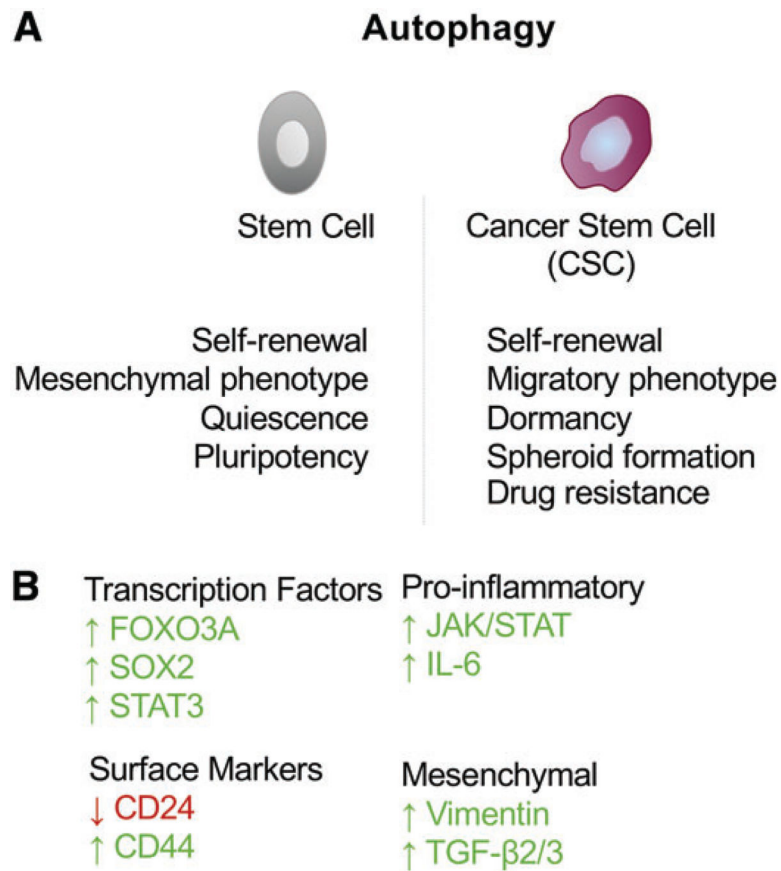 A
Autophagy
Stem Cell
Self-renewal
Mesenchymal phenotype
Quiescence
Pluripotency
Cancer Stem Cell
(CSC)
Self-renewal
Migratory phenotype
Dormancy
Spheroid formation
Drug resistance
B
Transcription Factors
↑ FOXO3A
↑ SOX2
↑ STAT3
Pro-inflammatory
↑ JAK/STAT
↑ IL-6
Surface Markers
↓ CD24
↑ CD44
Mesenchymal
↑ Vimentin
↑ TGF-β2/3